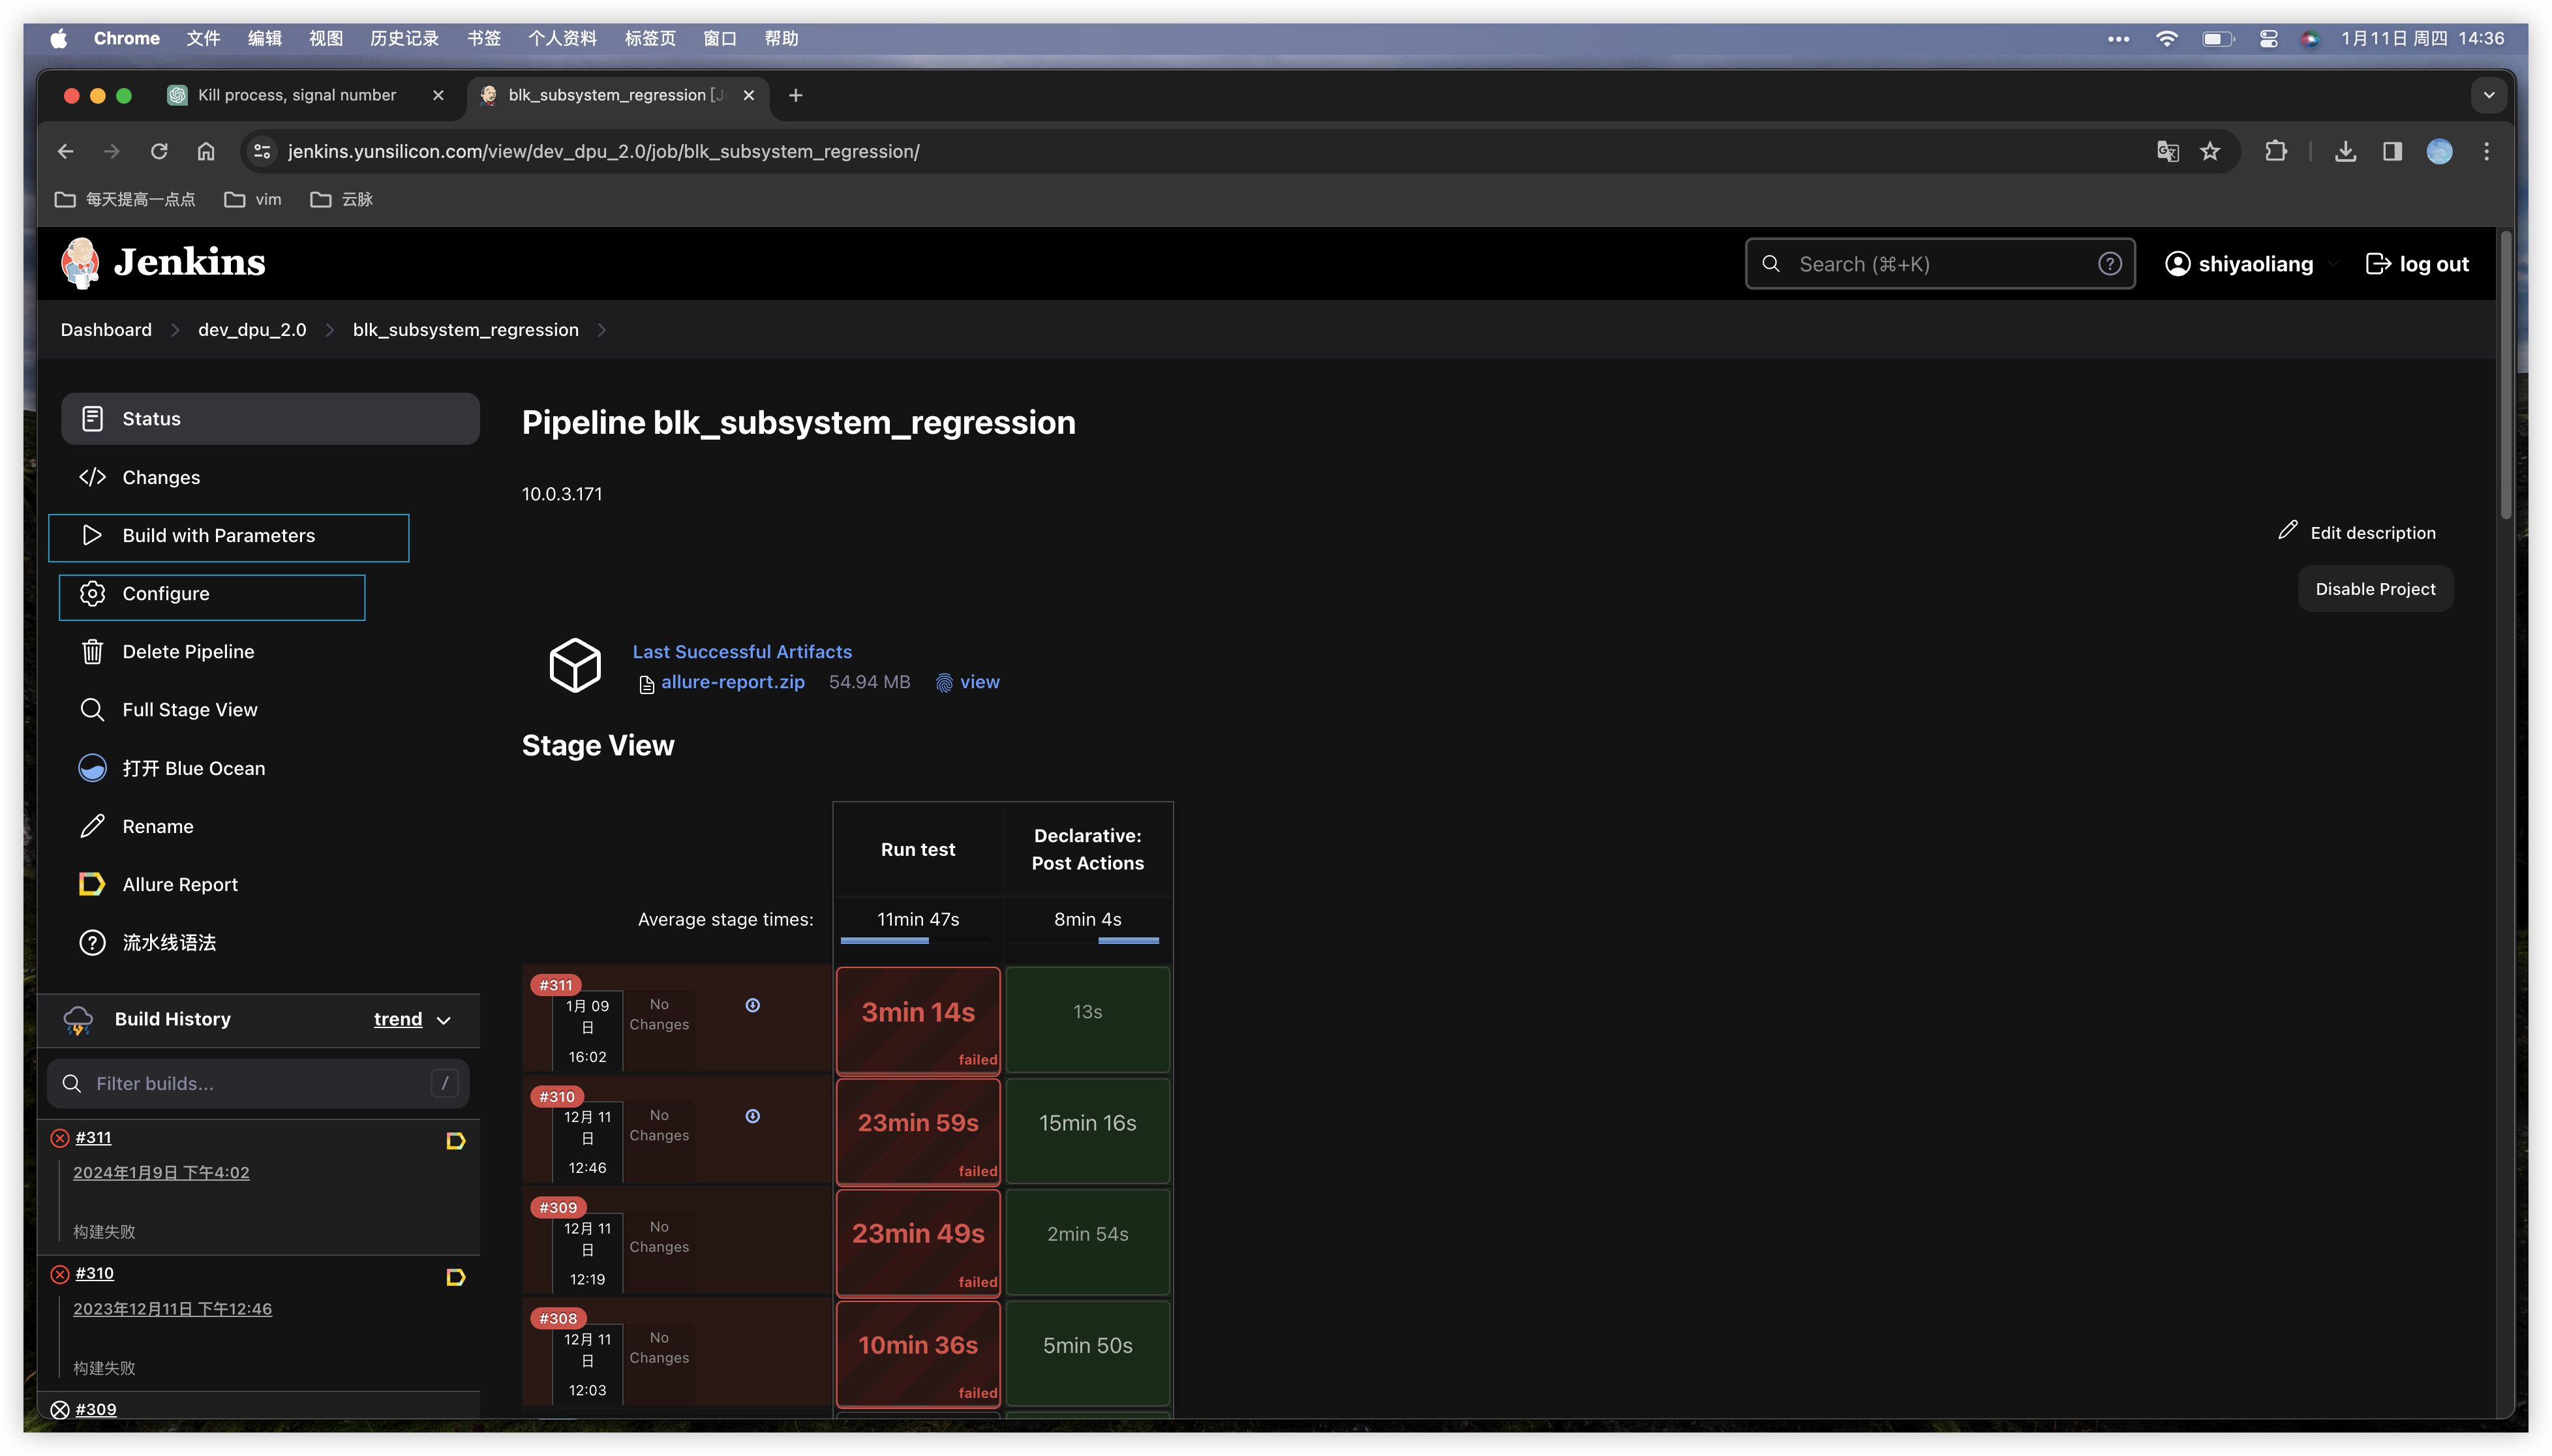 Chrome 文件 编辑 视图 历史记录 书签 个人资料 标签页 窗口 帮助 1月11日 周四 14:36
Kill process, signal number blk_subsystem_regression [J
jenkins.yunsilicon.com/view/dev_dpu_2.0/job/blk_subsystem_regression/
每天提高一点点 vim 云脉
Jenkins Search (⌘+K) shiyaoliang log out
Dashboard dev_dpu_2.0 blk_subsystem_regression
Status
Changes
Build with Parameters
Configure
Delete Pipeline
Full Stage View
打开 Blue Ocean
Rename
Allure Report
流水线语法
Build History trend
Filter builds... /
#311
2024年1月9日 下午4:02
构建失败
#310
2023年12月11日 下午12:46
构建失败
#309
Pipeline blk_subsystem_regression
10.0.3.171
Edit description
Disable Project
Last Successful Artifacts
allure-report.zip 54.94 MB view
Stage View
Run test
Declarative:
Post Actions
Average stage times: 11min 47s 8min 4s
#311
1月 09
日
16:02
No
Changes
3min 14s
failed
13s
#310
12月 11
日
12:46
No
Changes
23min 59s
failed
15min 16s
#309
12月 11
日
12:19
No
Changes
23min 49s
failed
2min 54s
#308
12月 11
日
12:03
No
Changes
10min 36s
failed
5min 50s